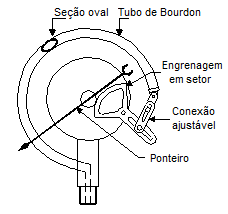 Seção oval
Tubo de Bourdon
Engrenagem
em setor
Conexão
ajustável
Ponteiro